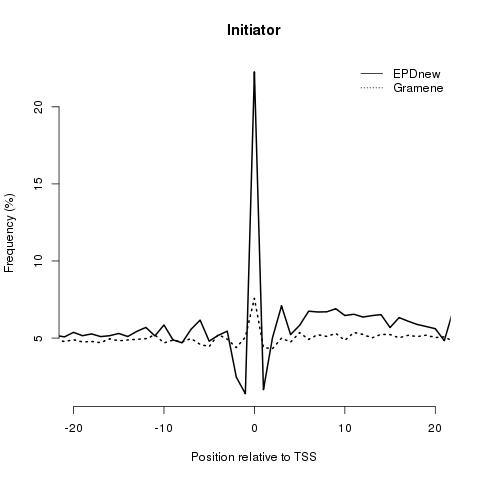 Initiator
EPDnew
Gramene
Frequency (%)
20
15
10
5
-20 -10 0 10 20
Position relative to TSS